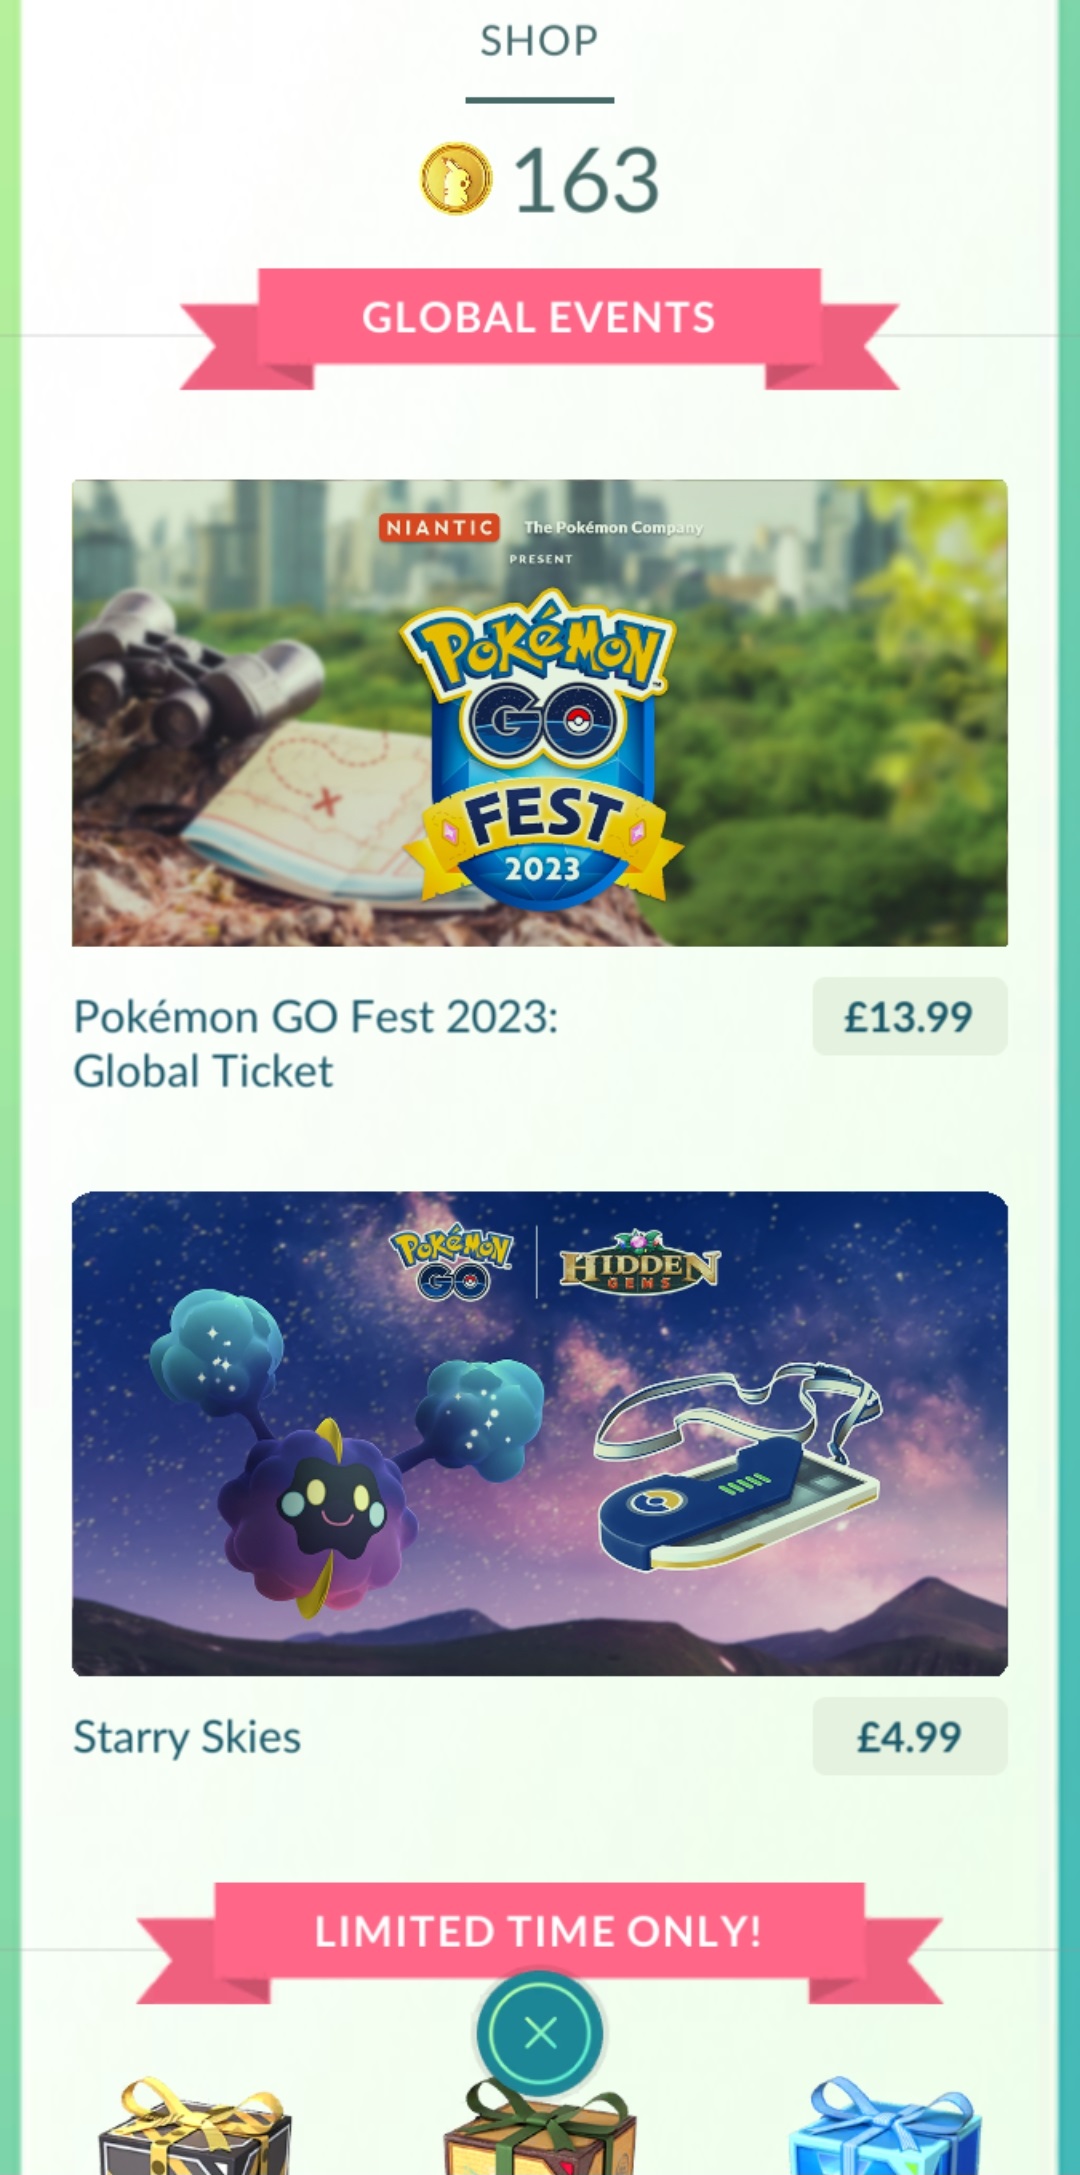 SHOP
163
GLOBAL EVENTS
NIANTIC The Pokémon Company
PRESENT
POKéMON
GO
FEST
2023
Pokémon GO Fest 2023:
Global Ticket
£13.99
POKéMON
GO
HIDDEN
GEMS
Starry Skies
£4.99
LIMITED TIME ONLY!